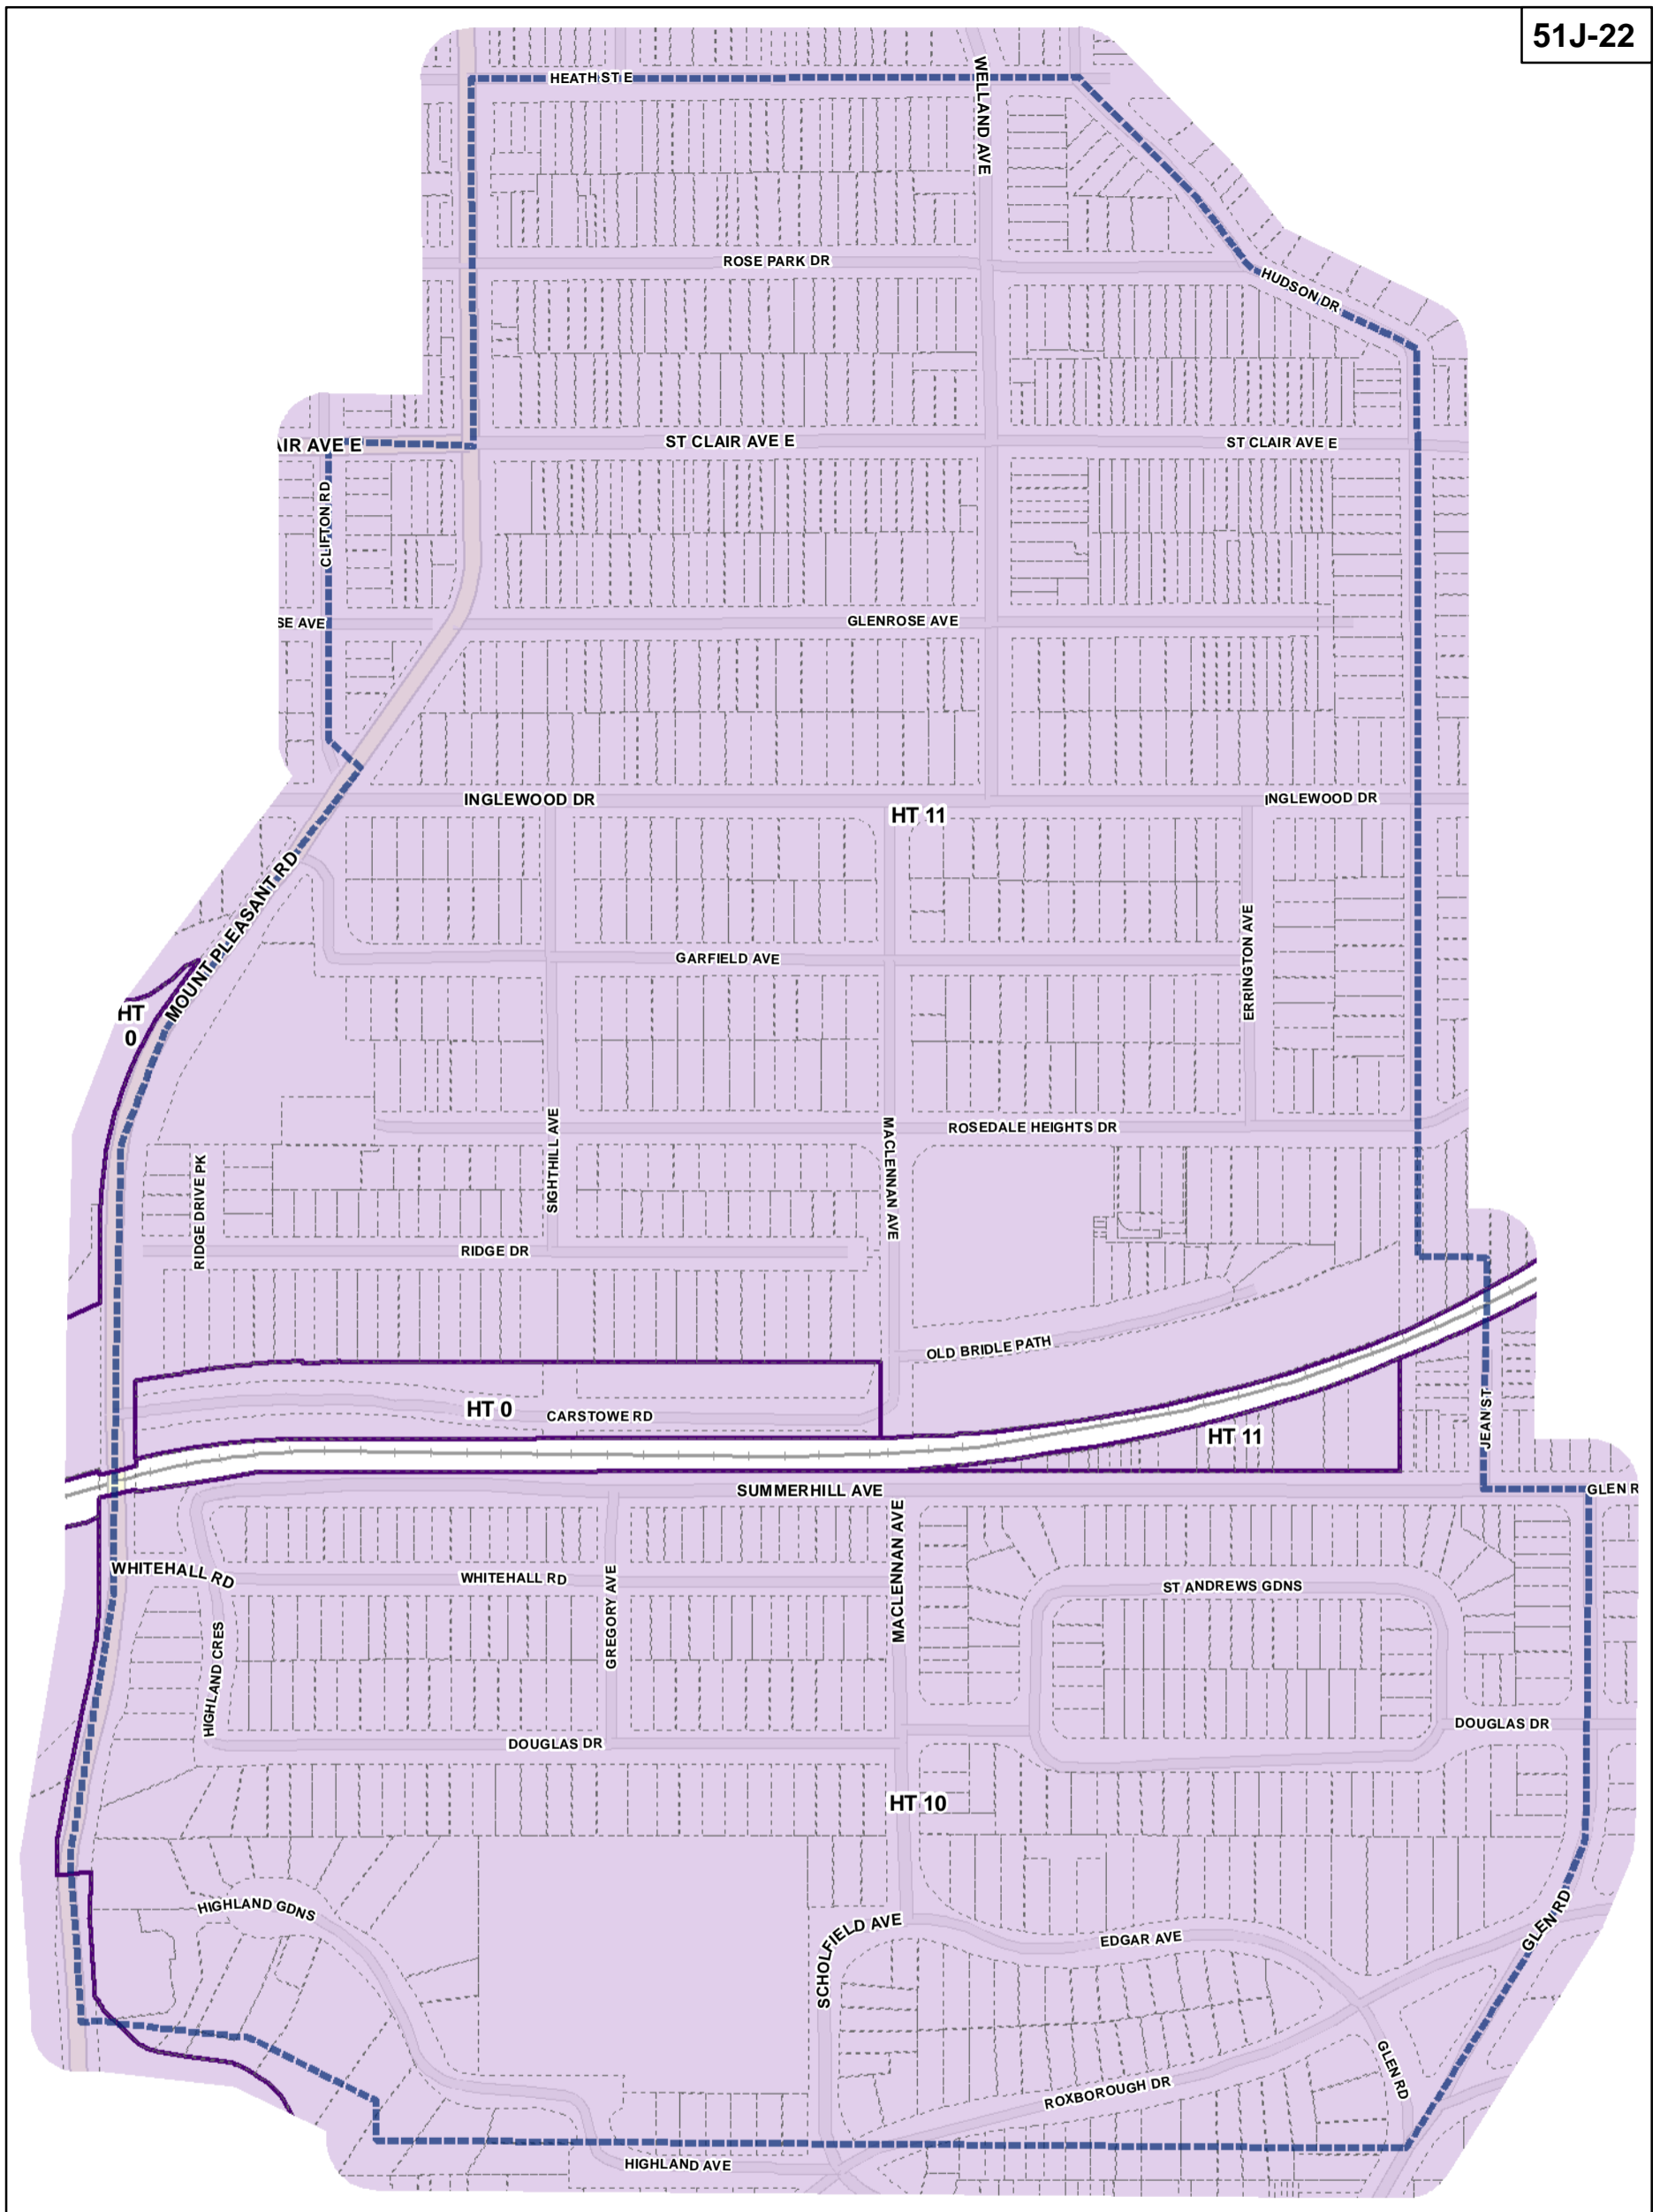 51J-22
HEATH ST E
WELLAND AVE
ROSE PARK DR
HUDSON DR
AIR AVE E
ST CLAIR AVE E
ST CLAIR AVE E
CLIFTON RD
SE AVE
GLENROSE AVE
INGLEWOOD DR
INGLEWOOD DR
HT 11
MOUNT PLEASANT RD
ERRINGTON AVE
GARFIELD AVE
HT
0
SIGHTHILL AVE
MACLENNAN AVE
ROSEDALE HEIGHTS DR
RIDGE DRIVE PK
RIDGE DR
OLD BRIDLE PATH
HT 0
CARSTOWE RD
JEAN ST
HT 11
SUMMERHILL AVE
GLEN R
MACLENNAN AVE
WHITEHALL RD
WHITEHALL RD
GREGORY AVE
ST ANDREWS GDNS
HIGHLAND CRES
DOUGLAS DR
DOUGLAS DR
HT 10
HIGHLAND GDNS
SCHOLFIELD AVE
EDGAR AVE
GLEN RD
GLEN RD
ROXBOROUGH DR
HIGHLAND AVE